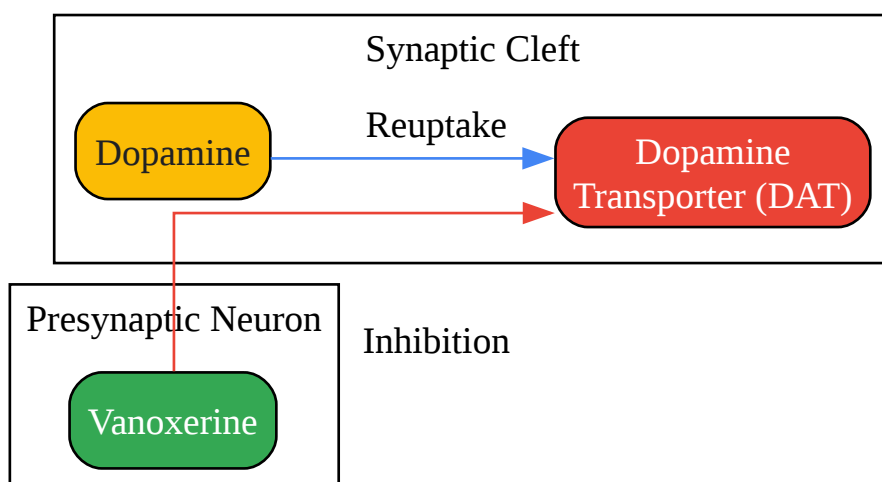 Synaptic Cleft
Reuptake
Dopamine
Dopamine
Transporter (DAT)
Presynaptic Neuron
Inhibition
Vanoxerine